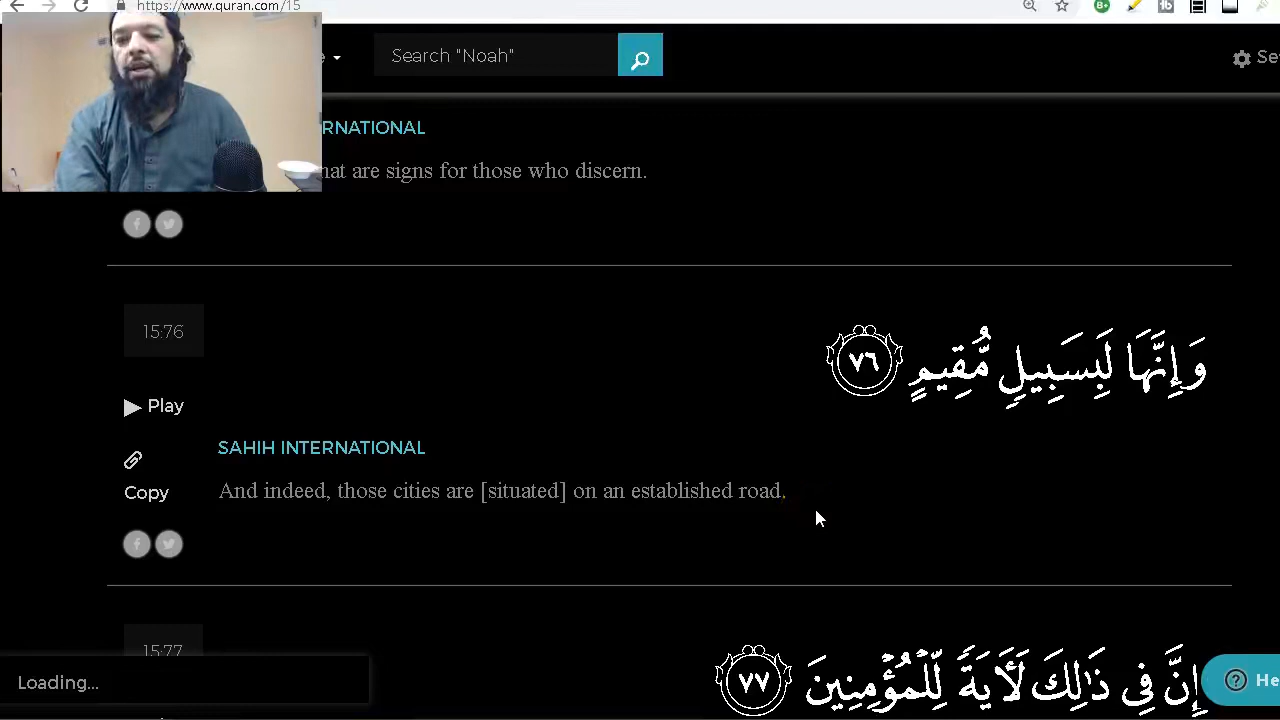 https://www.quran.com/15
Search "Noah"
RNATIONAL
hat are signs for those who discern.
15:76
وَإِنَّهَا لَبِسَبِيلٍ مُّقِيمٍ ٧٦
Play
SAHIH INTERNATIONAL
Copy
And indeed, those cities are [situated] on an established road.
15:77
إِنَّ فِي ذَٰلِكَ لَآيَةً لِّلْمُؤْمِنِينَ ٧٧
Loading...